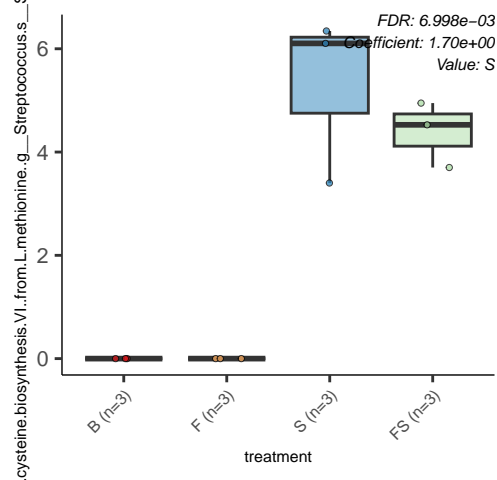 FDR: 6.998e−03
Coefficient: 1.70e+00
Value: S
.cysteine.biosynthesis.VI..from.L.methionine..g__Streptococcus.s__S
6
4
2
0
B (n=3)
F (n=3)
S (n=3)
FS (n=3)
treatment